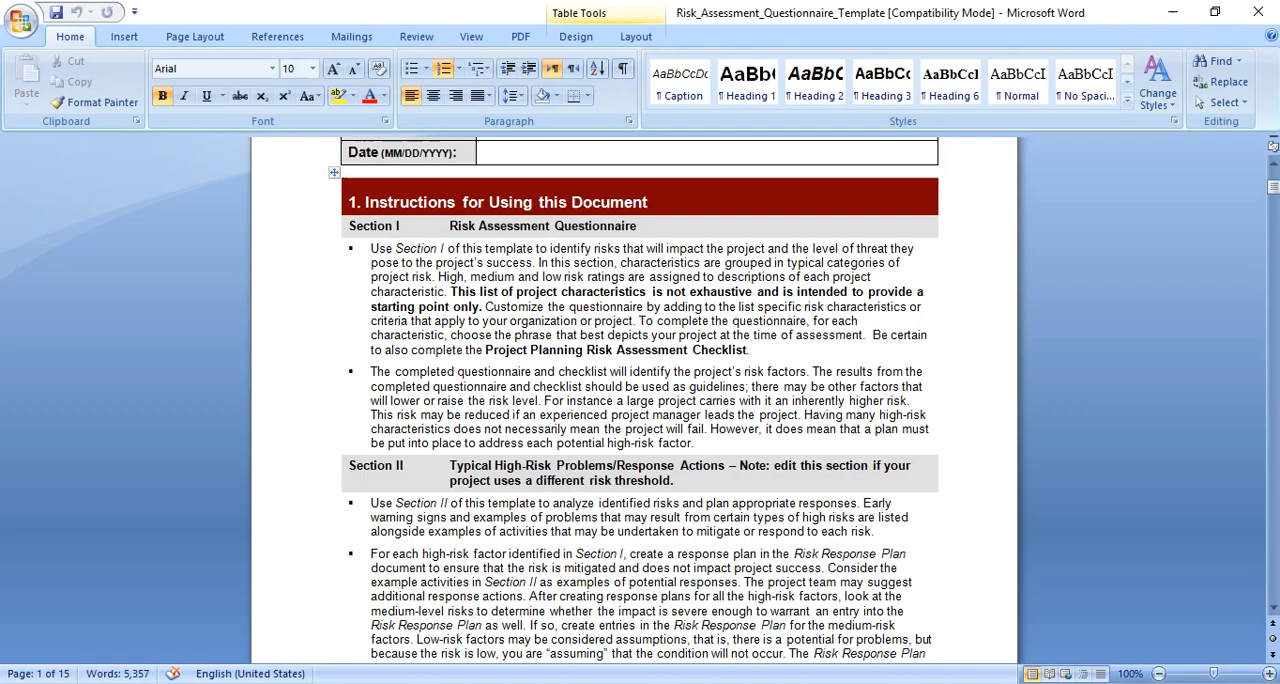 Table Tools
Risk_Assessment_Questionnaire_Template [Compatibility Mode] - Microsoft Word
Home Insert Page Layout References Mailings Review View PDF Design Layout
Paste
Cut
Copy
Format Painter
Clipboard
Arial 10
Font
Paragraph
AaBbCcDc AaBb( AaBbC AaBbCc AaBbCcI AaBbCcI AaBbCcI
¶ Caption ¶ Heading 1 ¶ Heading 2 ¶ Heading 3 ¶ Heading 6 ¶ Normal ¶ No Spaci...
Change
Styles
Styles
Find
Replace
Select
Editing
Date (MM/DD/YYYY):
1. Instructions for Using this Document
Section I Risk Assessment Questionnaire
▪ Use Section I of this template to identify risks that will impact the project and the level of threat they
pose to the project's success. In this section, characteristics are grouped in typical categories of
project risk. High, medium and low risk ratings are assigned to descriptions of each project
characteristic. This list of project characteristics is not exhaustive and is intended to provide a
starting point only. Customize the questionnaire by adding to the list specific risk characteristics or
criteria that apply to your organization or project. To complete the questionnaire, for each
characteristic, choose the phrase that best depicts your project at the time of assessment. Be certain
to also complete the Project Planning Risk Assessment Checklist.
▪ The completed questionnaire and checklist will identify the project's risk factors. The results from the
completed questionnaire and checklist should be used as guidelines; there may be other factors that
will lower or raise the risk level. For instance a large project carries with it an inherently higher risk.
This risk may be reduced if an experienced project manager leads the project. Having many high-risk
characteristics does not necessarily mean the project will fail. However, it does mean that a plan must
be put into place to address each potential high-risk factor.
Section II Typical High-Risk Problems/Response Actions – Note: edit this section if your
project uses a different risk threshold.
▪ Use Section II of this template to analyze identified risks and plan appropriate responses. Early
warning signs and examples of problems that may result from certain types of high risks are listed
alongside examples of activities that may be undertaken to mitigate or respond to each risk.
▪ For each high-risk factor identified in Section I, create a response plan in the Risk Response Plan
document to ensure that the risk is mitigated and does not impact project success. Consider the
example activities in Section II as examples of potential responses. The project team may suggest
additional response actions. After creating response plans for all the high-risk factors, look at the
medium-level risks to determine whether the impact is severe enough to warrant an entry into the
Risk Response Plan as well. If so, create entries in the Risk Response Plan for the medium-risk
factors. Low-risk factors may be considered assumptions, that is, there is a potential for problems, but
because the risk is low, you are “assuming” that the condition will not occur. The Risk Response Plan
Page: 1 of 15 Words: 5,357 English (United States) 100%